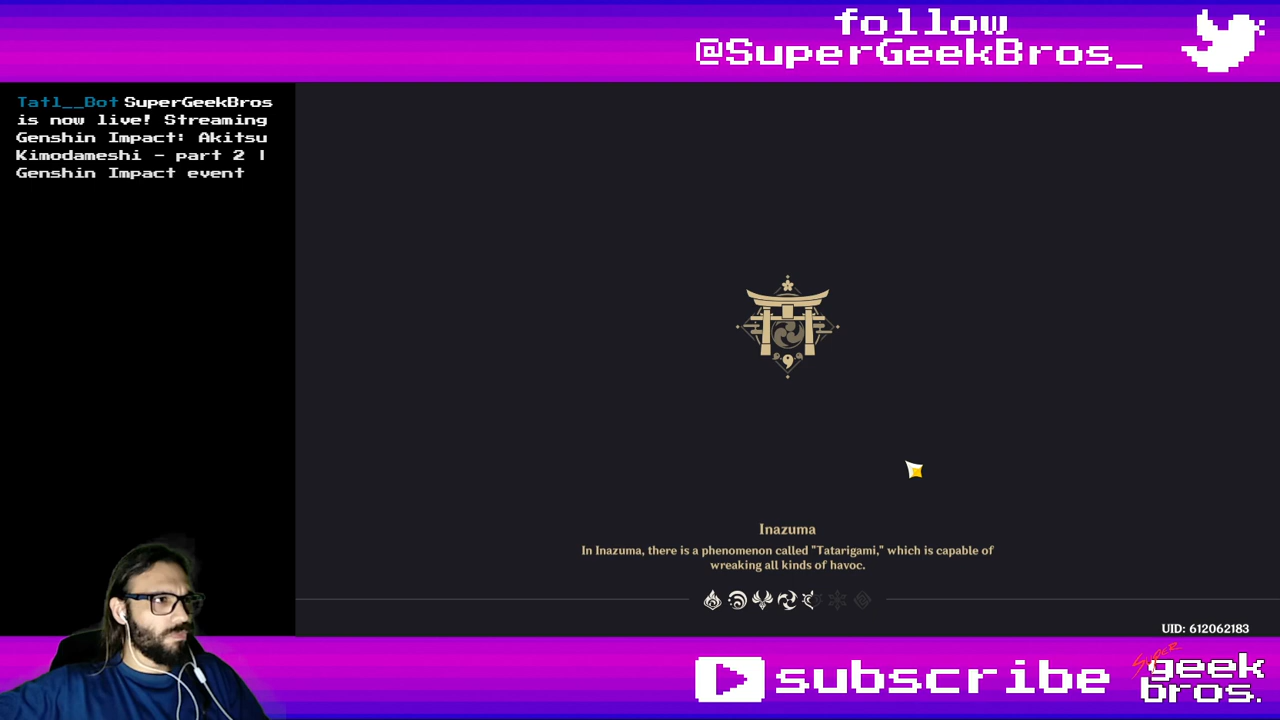 follow
@SuperGeekBros_
Tatl__Bot SuperGeekBros
is now live! Streaming
Genshin Impact: Akitsu
Kimodameshi - part 2 |
Genshin Impact event
Inazuma
In Inazuma, there is a phenomenon called "Tatarigami," which is capable of
wreaking all kinds of havoc.
UID: 612062183
subscribe
super
geek
bros.